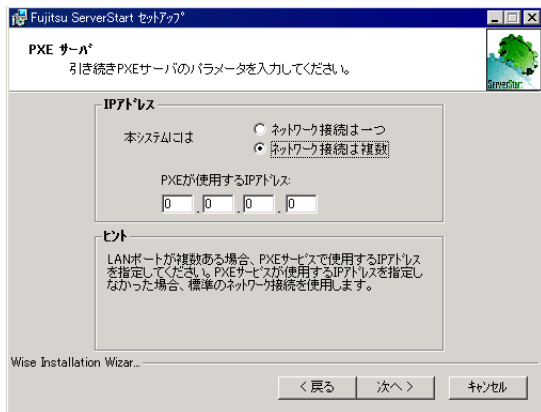 Fujitsu ServerStart ｾｯﾄｱｯﾌﾟ
PXE ｻｰﾊﾞ
引き続きPXEサーバのパラメータを入力してください。
ServerStart
IPｱﾄﾞﾚｽ
本ｼｽﾃﾑには
ﾈｯﾄﾜｰｸ接続は一つ
ﾈｯﾄﾜｰｸ接続は複数
PXEが使用するIPｱﾄﾞﾚｽ:
0 . 0 . 0 . 0
ﾋﾝﾄ
LANポートが複数ある場合、PXEｻｰﾋﾞｽで使用するIPｱﾄﾞﾚｽ
を指定してください。PXEｻｰﾋﾞｽが使用するIPｱﾄﾞﾚｽを指定し
なかった場合、標準のﾈｯﾄﾜｰｸ接続を使用します。
Wise Installation Wizar...
< 戻る
次へ >
ｷｬﾝｾﾙ